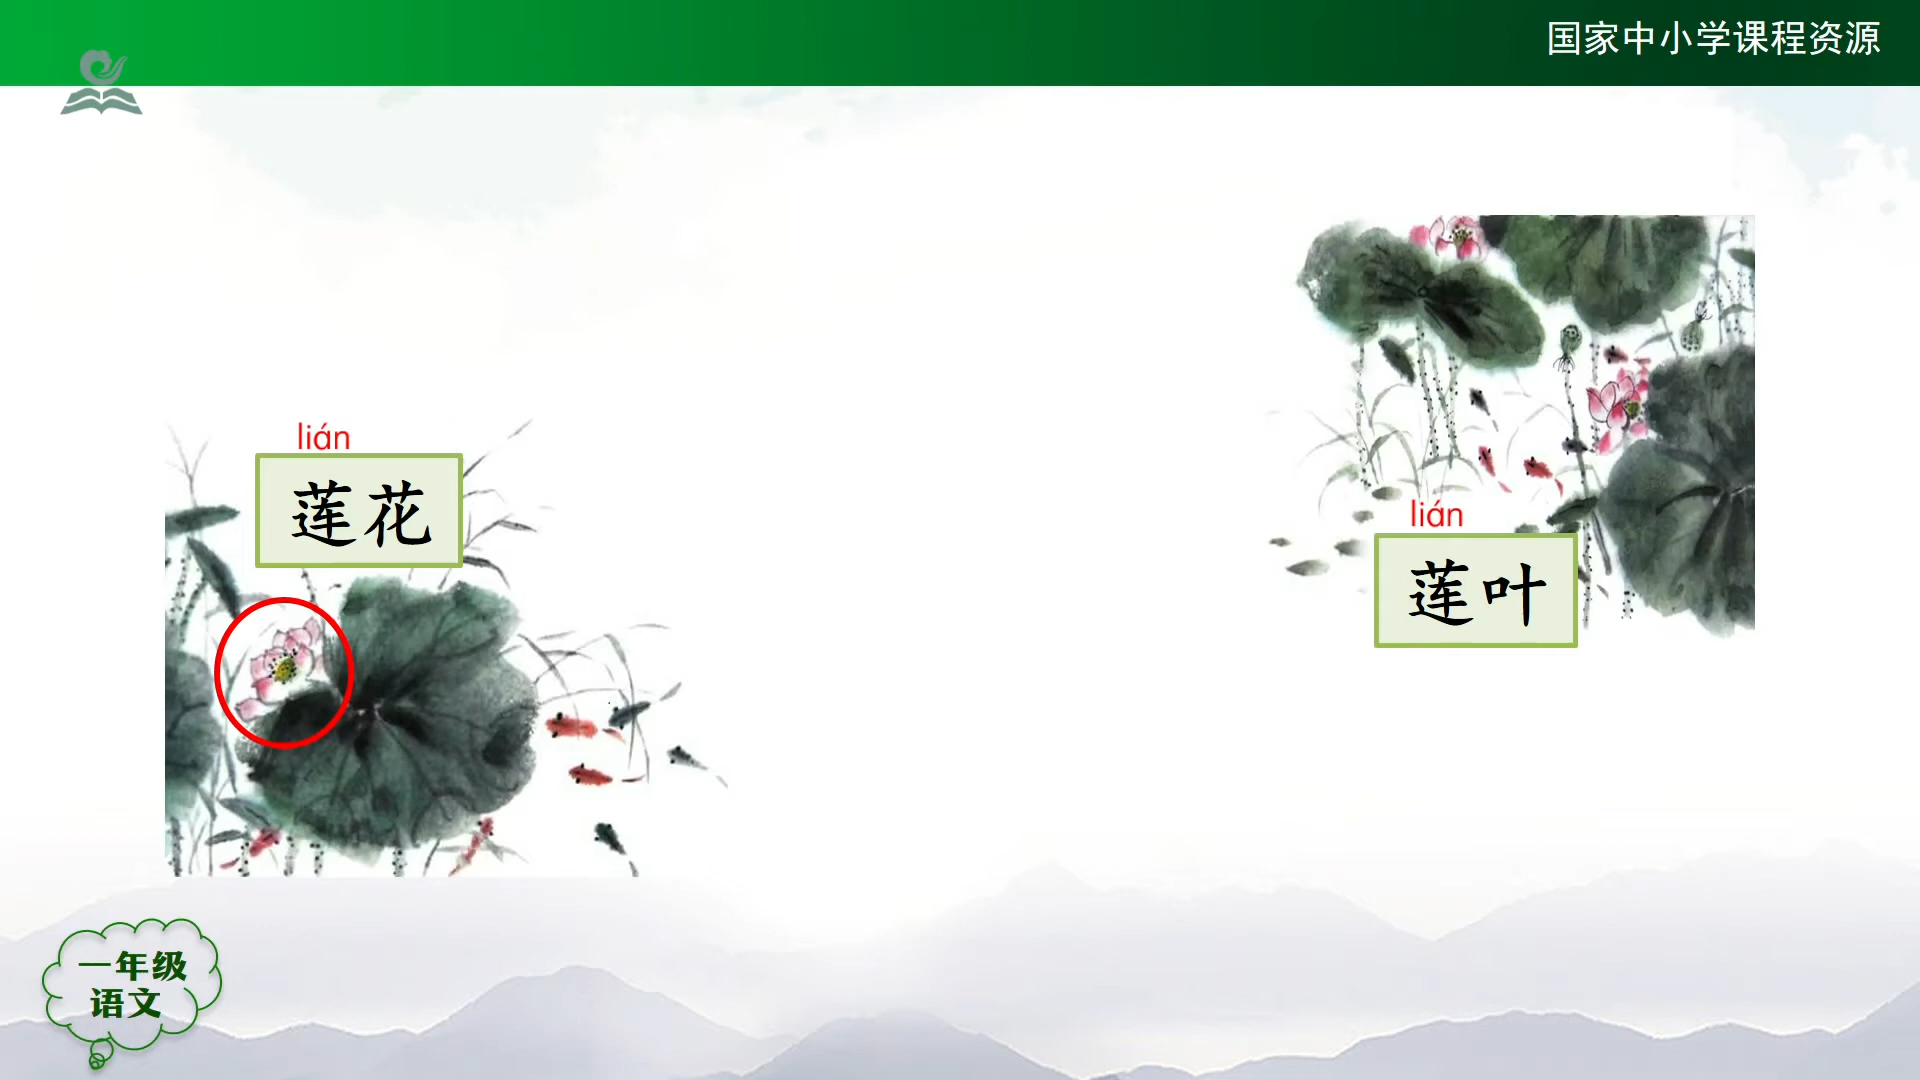 国家中小学课程资源
lián
莲花
lián
莲叶
一年级
语文